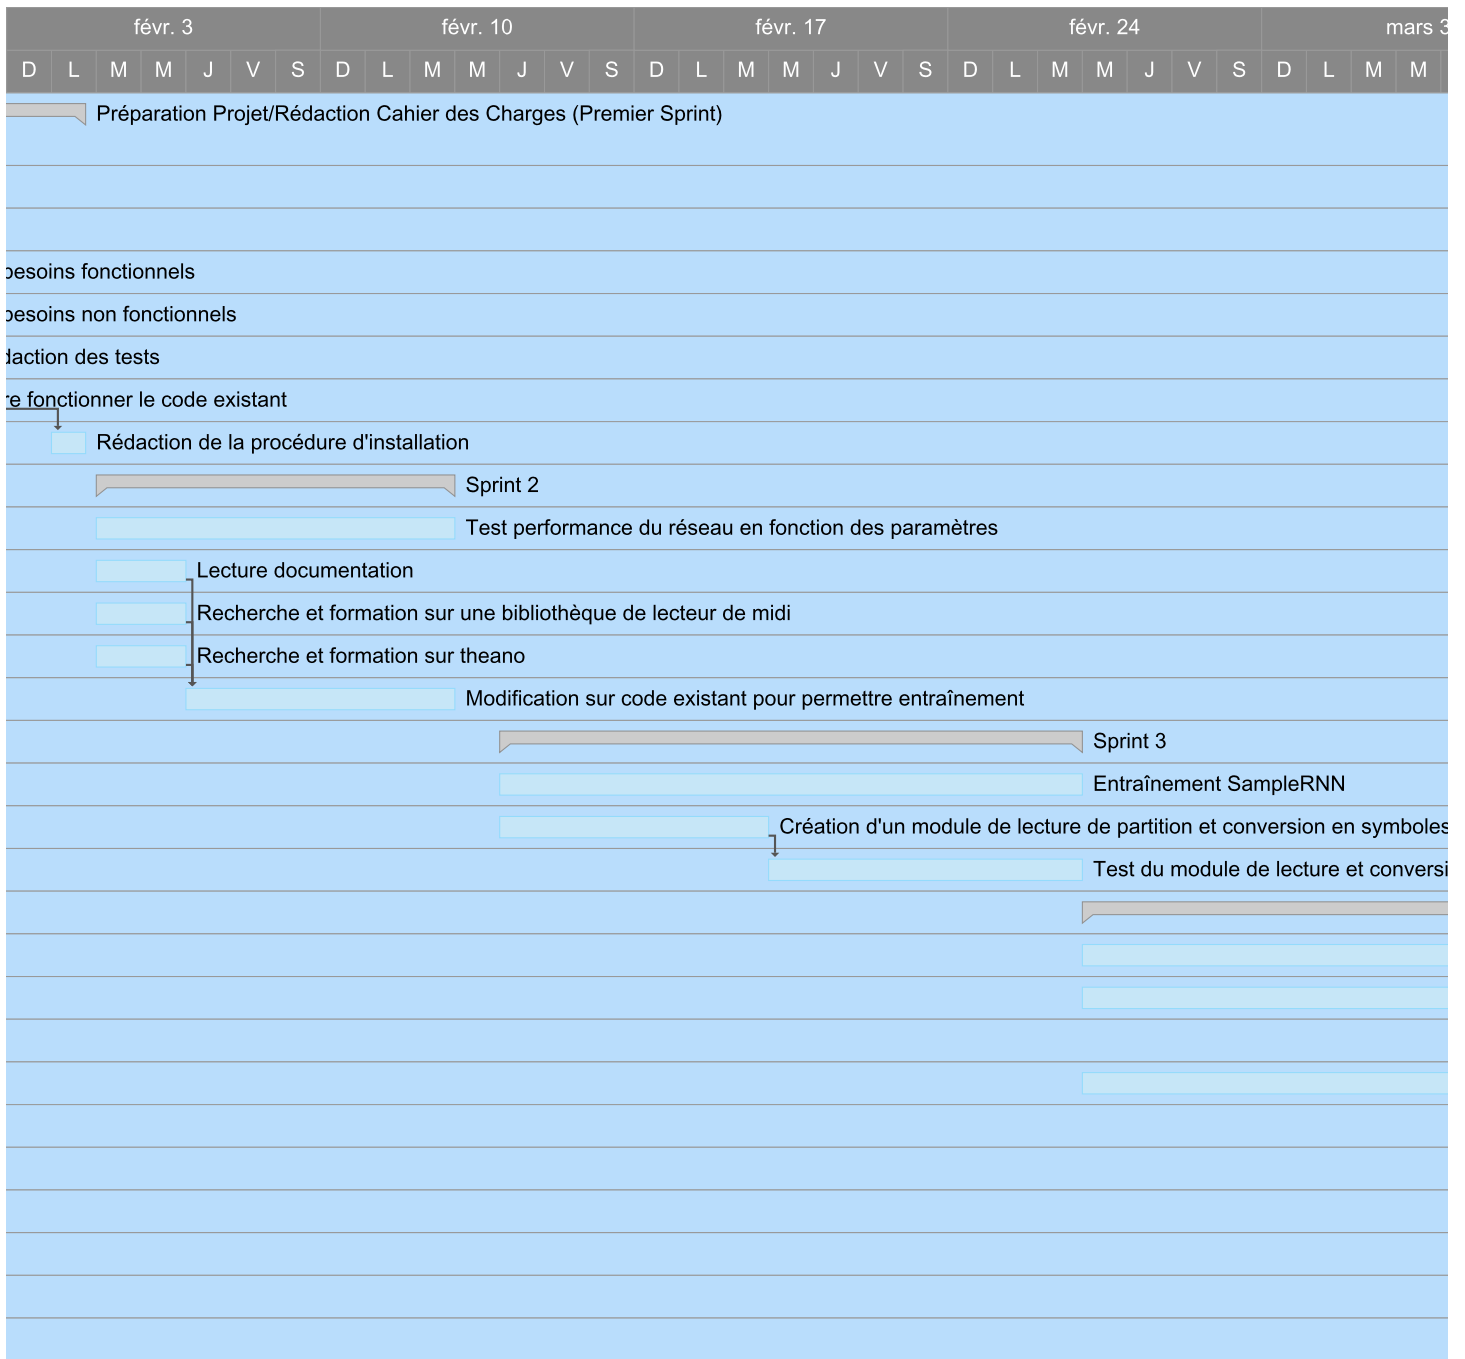 févr. 3 févr. 10 févr. 17 févr. 24 mars 3
D L M M J V S D L M M J V S D L M M J V S D L M M J V S D L M M
Préparation Projet/Rédaction Cahier des Charges (Premier Sprint)
besoins fonctionnels
besoins non fonctionnels
daction des tests
re fonctionner le code existant
Rédaction de la procédure d'installation
Sprint 2
Test performance du réseau en fonction des paramètres
Lecture documentation
Recherche et formation sur une bibliothèque de lecteur de midi
Recherche et formation sur theano
Modification sur code existant pour permettre entraînement
Sprint 3
Entraînement SampleRNN
Création d'un module de lecture de partition et conversion en symboles
Test du module de lecture et conversi